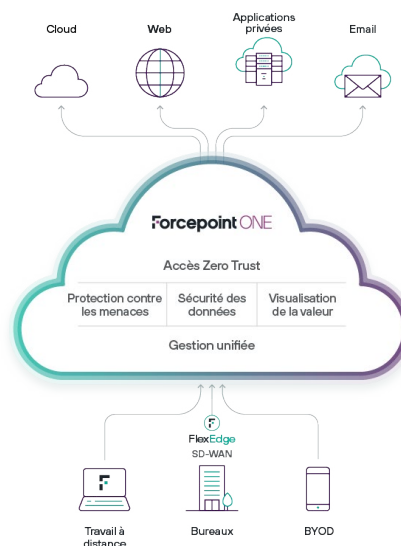 Cloud
Web
Applications
privées
Email
Forcepoint ONE
Accès Zero Trust
Protection contre
les menaces
Sécurité des
données
Visualisation
de la valeur
Gestion unifiée
FlexEdge
SD-WAN
Travail à
distance
Bureaux
BYOD